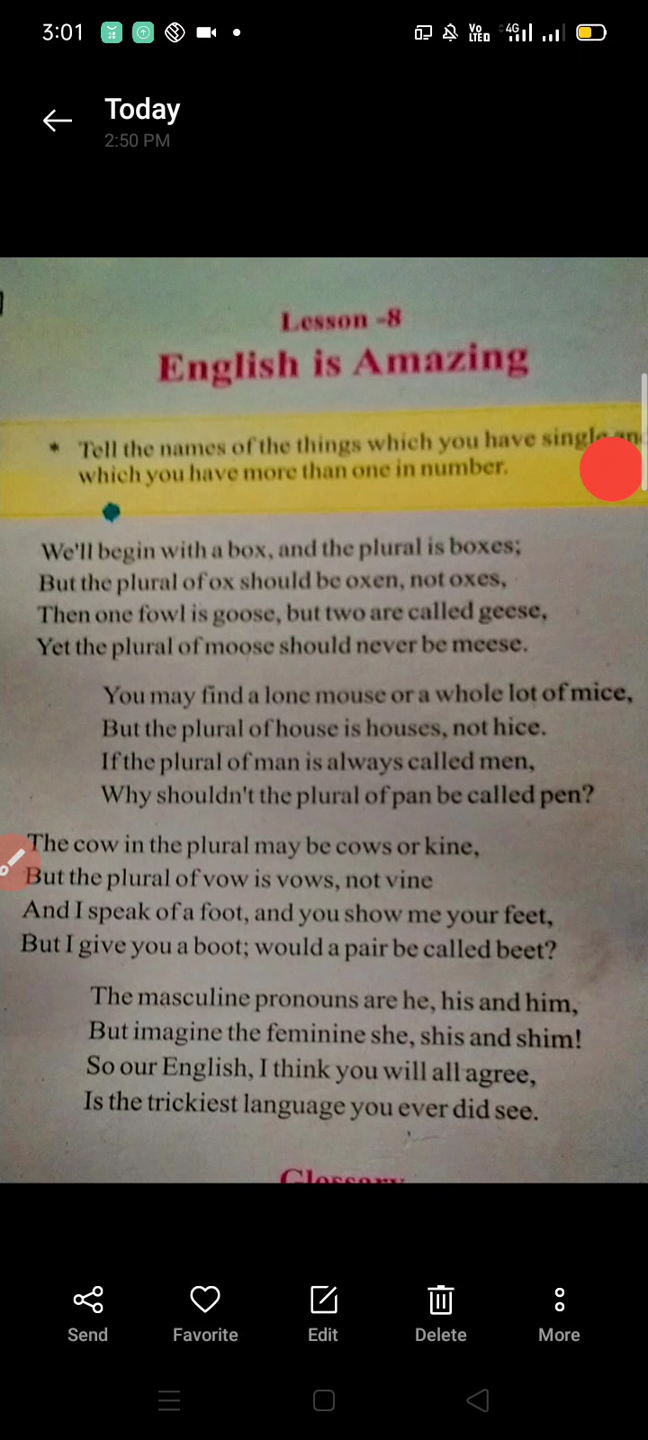 3:01
Vo
LTED
4G
Today
2:50 PM
Lesson -8
English is Amazing
* Tell the names of the things which you have single and
which you have more than one in number.
We'll begin with a box, and the plural is boxes;
But the plural of ox should be oxen, not oxes,
Then one fowl is goose, but two are called geese,
Yet the plural of moose should never be meese.
You may find a lone mouse or a whole lot of mice,
But the plural of house is houses, not hice.
If the plural of man is always called men,
Why shouldn't the plural of pan be called pen?
The cow in the plural may be cows or kine,
But the plural of vow is vows, not vine
And I speak of a foot, and you show me your feet,
But I give you a boot; would a pair be called beet?
The masculine pronouns are he, his and him,
But imagine the feminine she, shis and shim!
So our English, I think you will all agree,
Is the trickiest language you ever did see.
Glossary
Send
Favorite
Edit
Delete
More